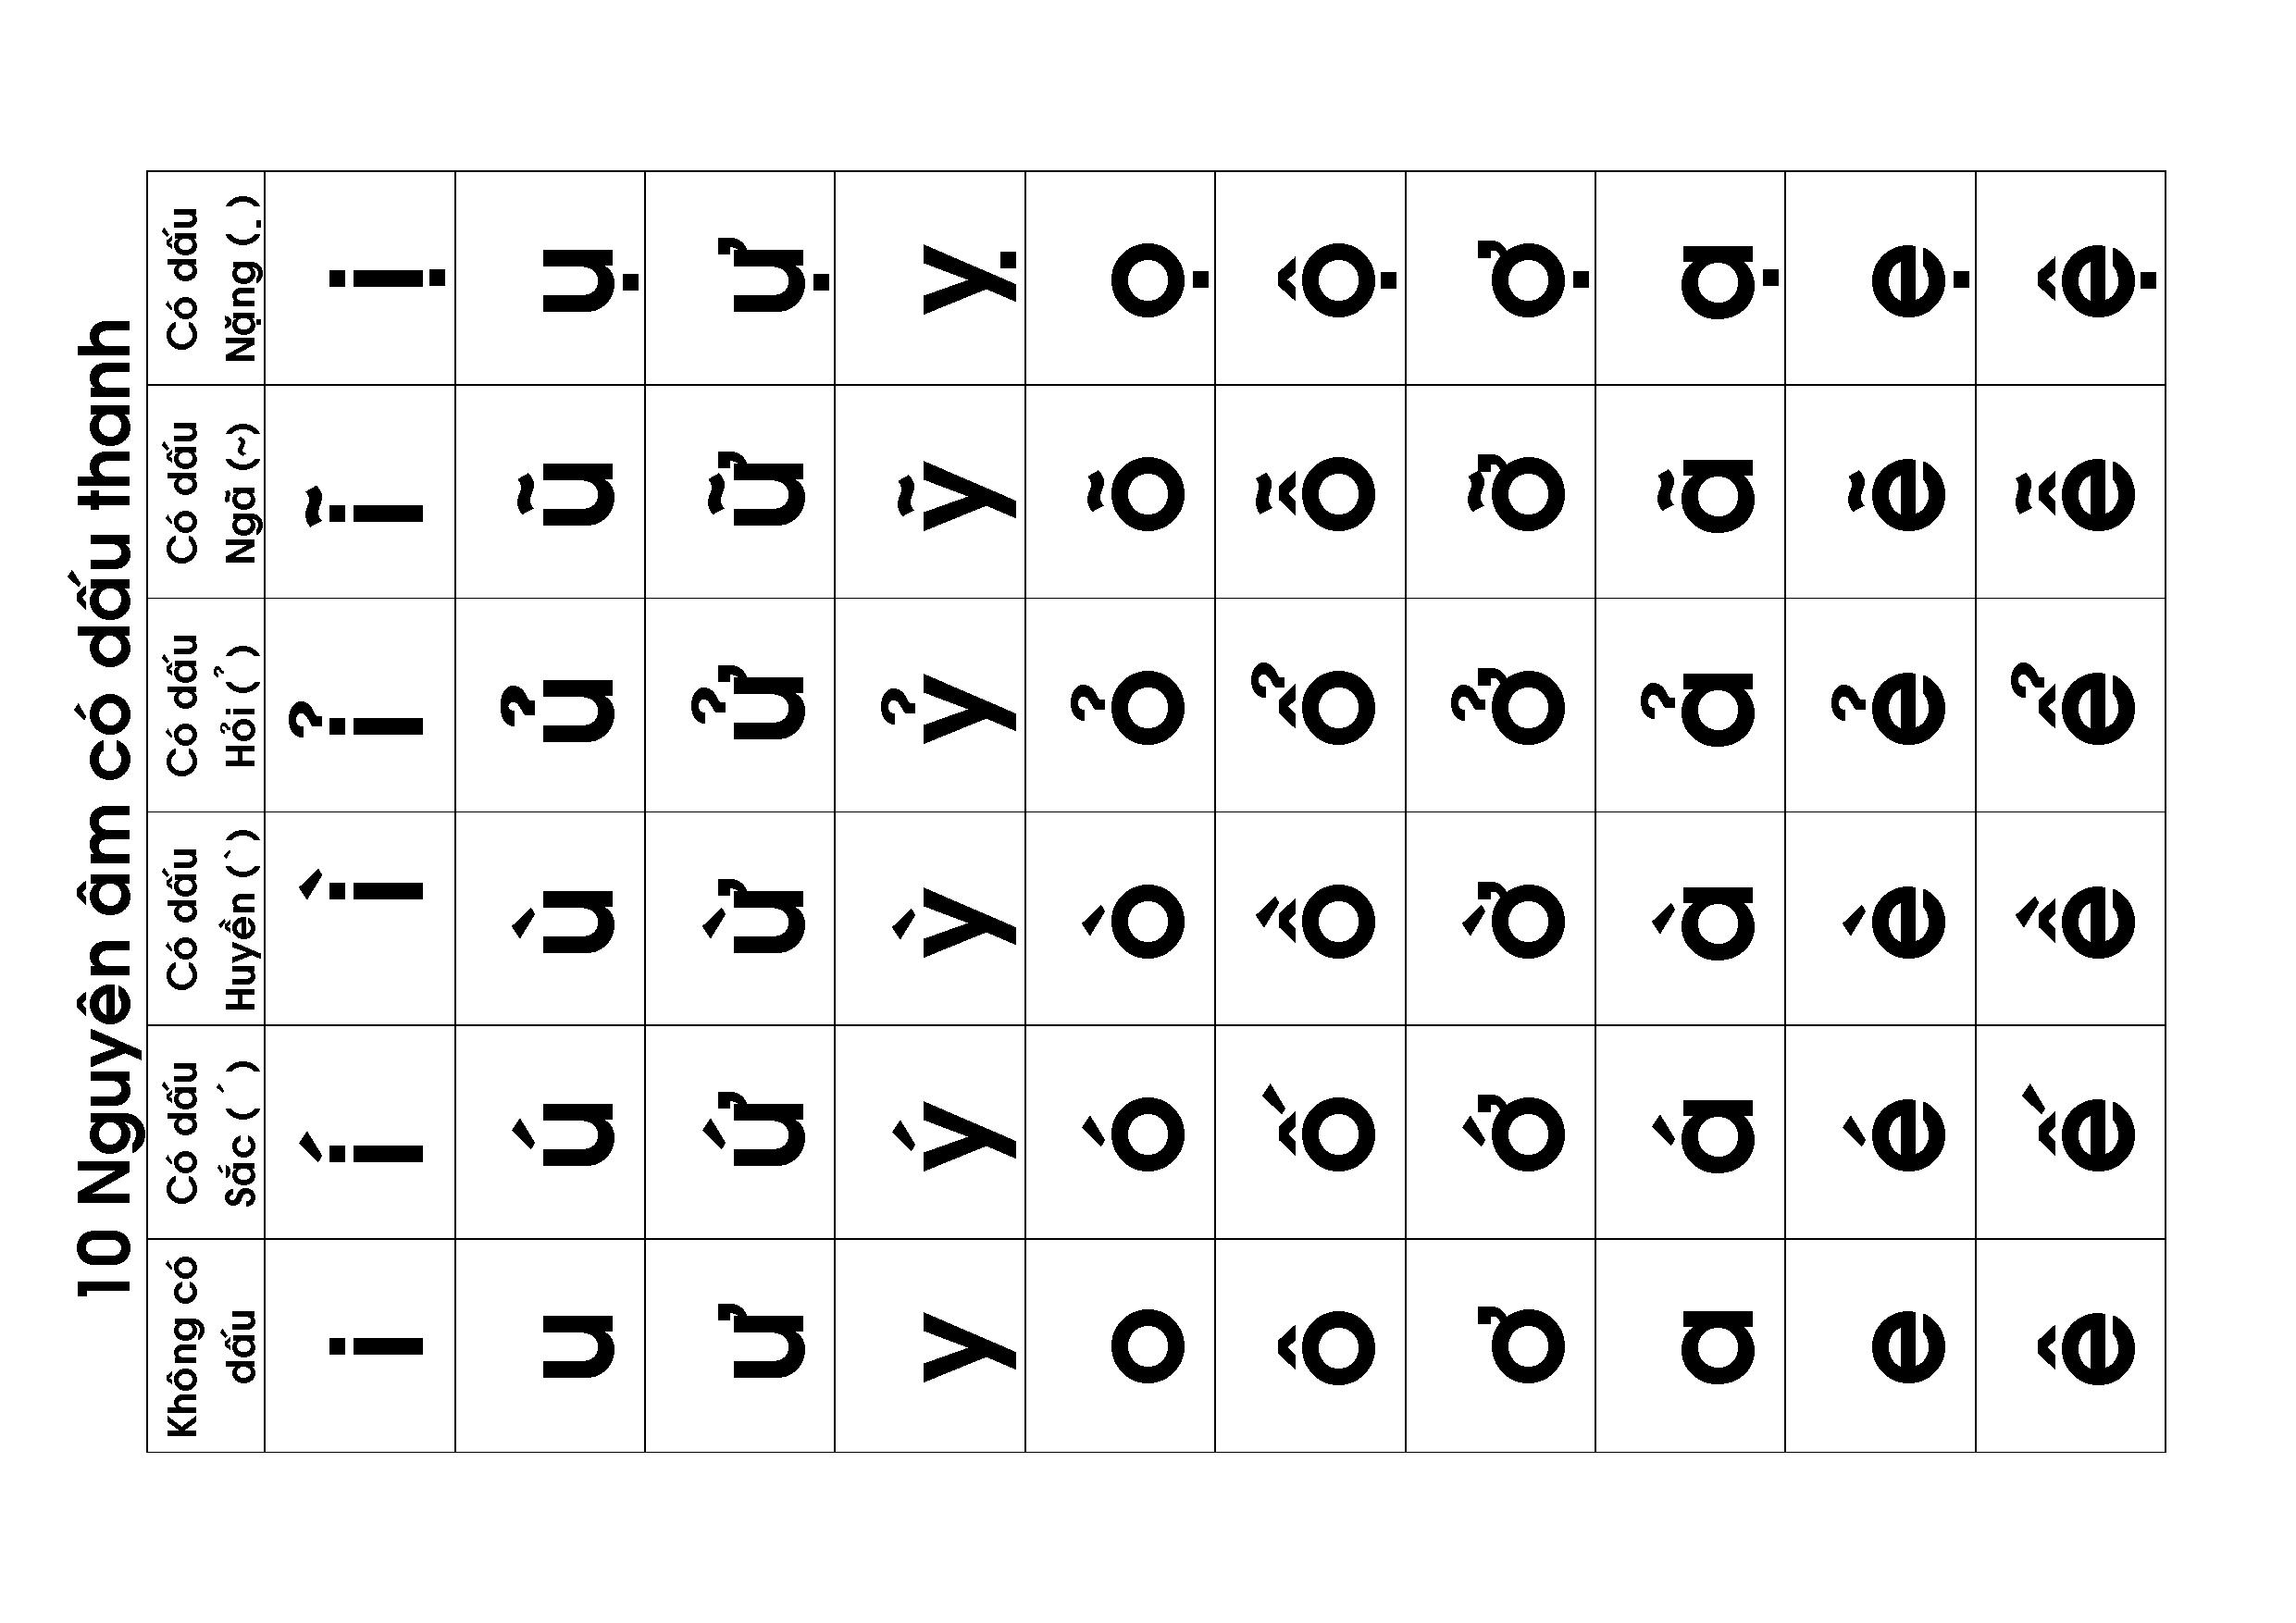 10 Nguyên âm có dấu thanh
Không có dấu Có dấu Sắc ( ´ ) Có dấu Huyền (`) Có dấu Hỏi ( ̉ ) Có dấu Ngã (~) Có dấu Nặng ( ̣ )
i í ì ỉ ĩ ị
u ú ù ủ ũ ụ
ư ứ ừ ử ữ ự
y ý ỳ ỷ ỹ ỵ
o ó ò ỏ õ ọ
ô ố ồ ổ ỗ ộ
ơ ớ ờ ở ỡ ợ
a á à ả ã ạ
e é è ẻ ẽ ẹ
ê ế ề ể ễ ệ